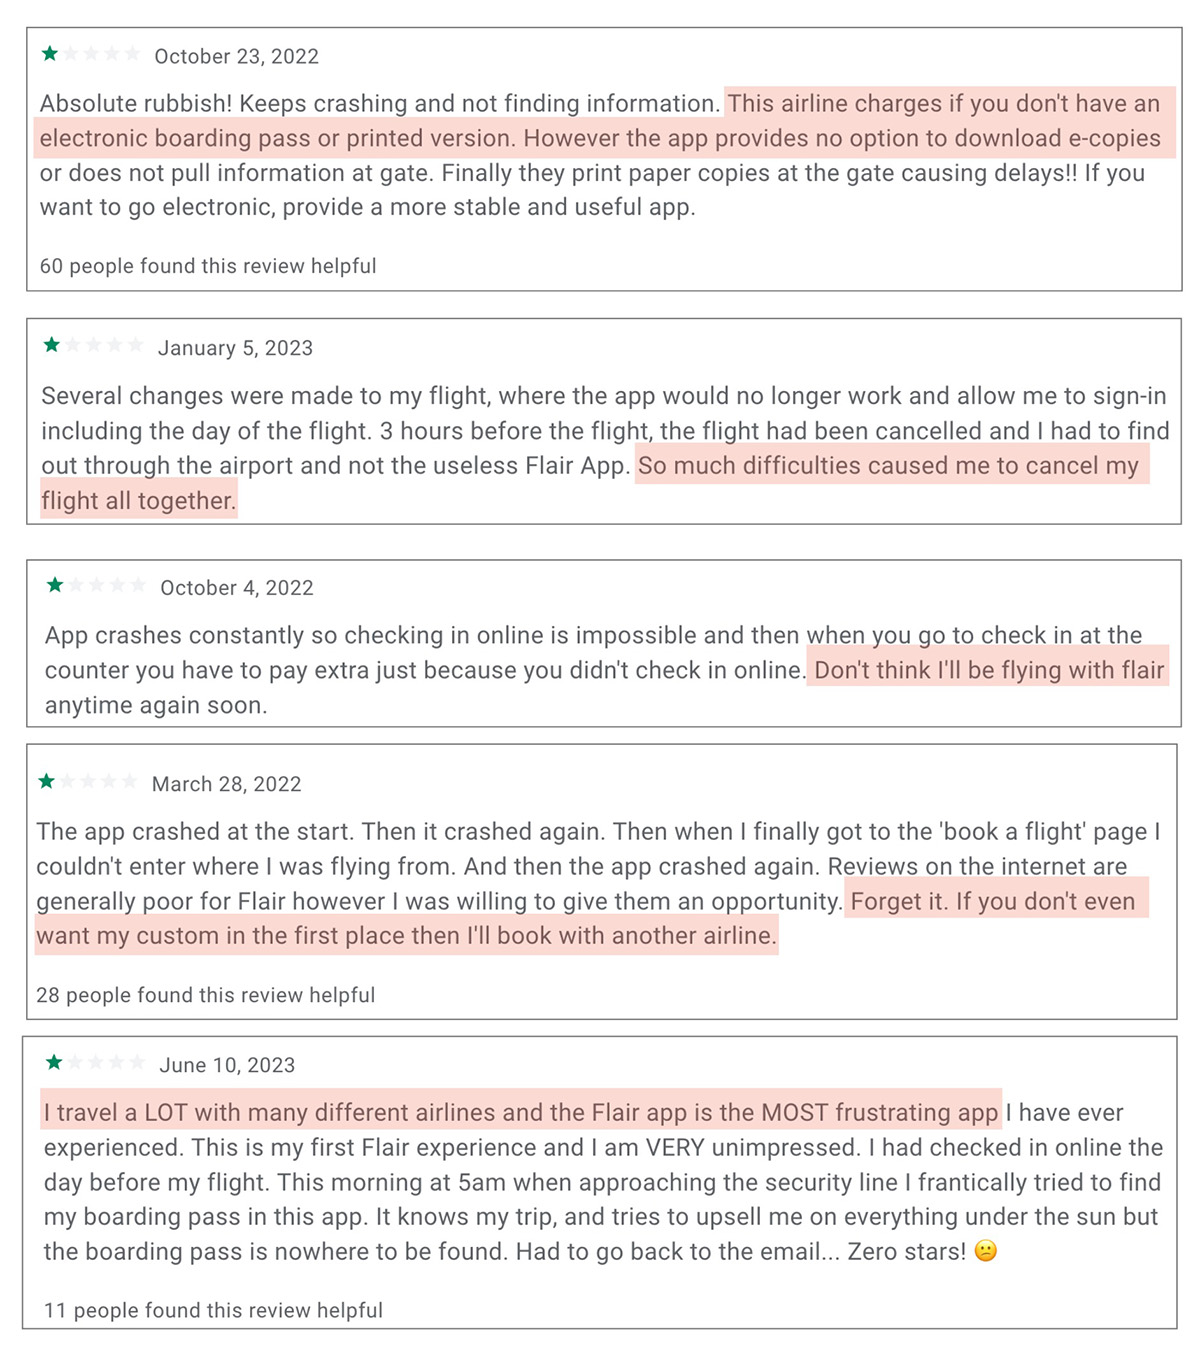 October 23, 2022
Absolute rubbish! Keeps crashing and not finding information. This airline charges if you don't have an
electronic boarding pass or printed version. However the app provides no option to download e-copies
or does not pull information at gate. Finally they print paper copies at the gate causing delays!! If you
want to go electronic, provide a more stable and useful app.
60 people found this review helpful
January 5, 2023
Several changes were made to my flight, where the app would no longer work and allow me to sign-in
including the day of the flight. 3 hours before the flight, the flight had been cancelled and I had to find
out through the airport and not the useless Flair App. So much difficulties caused me to cancel my
flight all together.
October 4, 2022
App crashes constantly so checking in online is impossible and then when you go to check in at the
counter you have to pay extra just because you didn't check in online. Don't think I'll be flying with flair
anytime again soon.
March 28, 2022
The app crashed at the start. Then it crashed again. Then when I finally got to the 'book a flight' page I
couldn't enter where I was flying from. And then the app crashed again. Reviews on the internet are
generally poor for Flair however I was willing to give them an opportunity. Forget it. If you don't even
want my custom in the first place then I'll book with another airline.
28 people found this review helpful
June 10, 2023
I travel a LOT with many different airlines and the Flair app is the MOST frustrating app I have ever
experienced. This is my first Flair experience and I am VERY unimpressed. I had checked in online the
day before my flight. This morning at 5am when approaching the security line I frantically tried to find
my boarding pass in this app. It knows my trip, and tries to upsell me on everything under the sun but
the boarding pass is nowhere to be found. Had to go back to the email... Zero stars! 😕
11 people found this review helpful